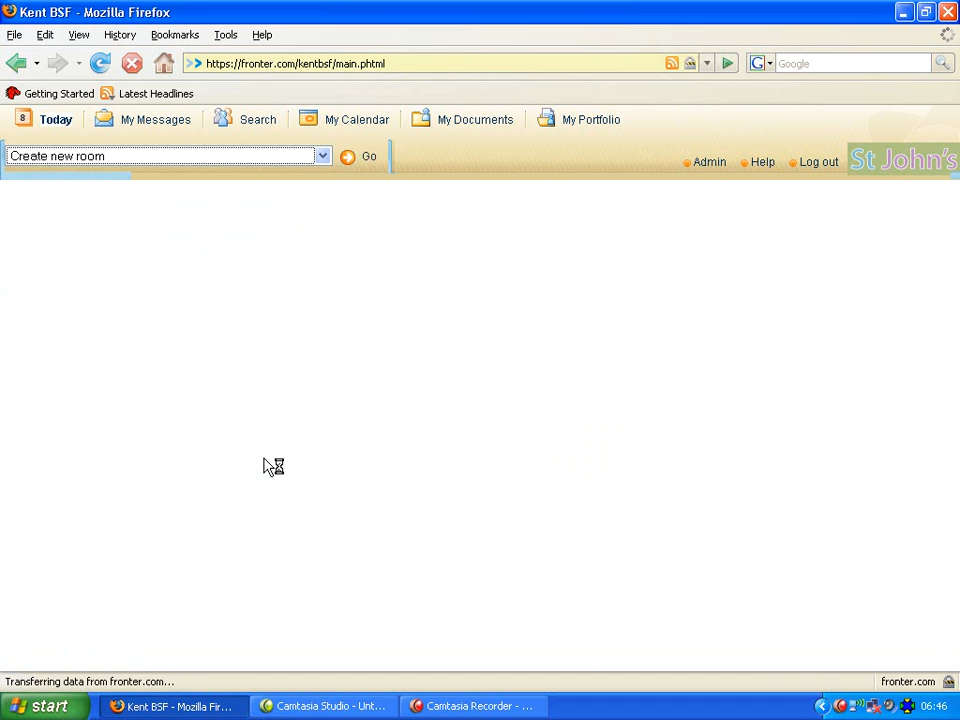 Kent BSF - Mozilla Firefox
File Edit View History Bookmarks Tools Help
https://fronter.com/kentbsf/main.phtml
G Google
Getting Started Latest Headlines
8 Today My Messages Search My Calendar My Documents My Portfolio
Create new room Go
Admin Help Log out St John's
Transferring data from fronter.com... fronter.com
start Kent BSF - Mozilla Fir... Camtasia Studio - Unt... Camtasia Recorder - ... 06:46